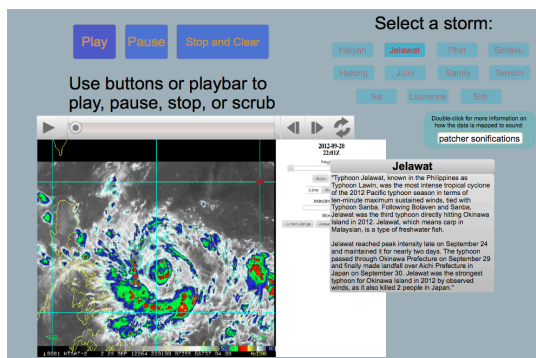 Select a storm:
Play
Pause
Stop and Clear
Haiyan
Jelawat
Phet
Sinlaku
Halong
Julio
Sandy
Tembin
Ike
Laurence
Sidr
Use buttons or playbar to
play, pause, stop, or scrub
Double-click for more information on
how the data is mapped to sound:
patcher sonifications
2012-09-20
22:01Z
Jelawat
"Typhoon Jelawat, known in the Philippines as
Typhoon Lawin, was the most intense tropical cyclone
of the 2012 Pacific typhoon season in terms of
ten-minute maximum sustained winds, tied with
Typhoon Sanba. Following Bolaven and Sanba,
Jelawat was the third typhoon directly hitting Okinawa
Island in 2012. Jelawat, which means carp in
Malaysian, is a type of freshwater fish.
Jelawat reached peak intensity late on September 24
and maintained it for nearly two days. The typhoon
passed through Okinawa Prefecture on September 29
and finally made landfall over Aichi Prefecture in
Japan on September 30. Jelawat was the strongest
typhoon for Okinawa Island in 2012 by observed
winds, as it also killed 2 people in Japan."